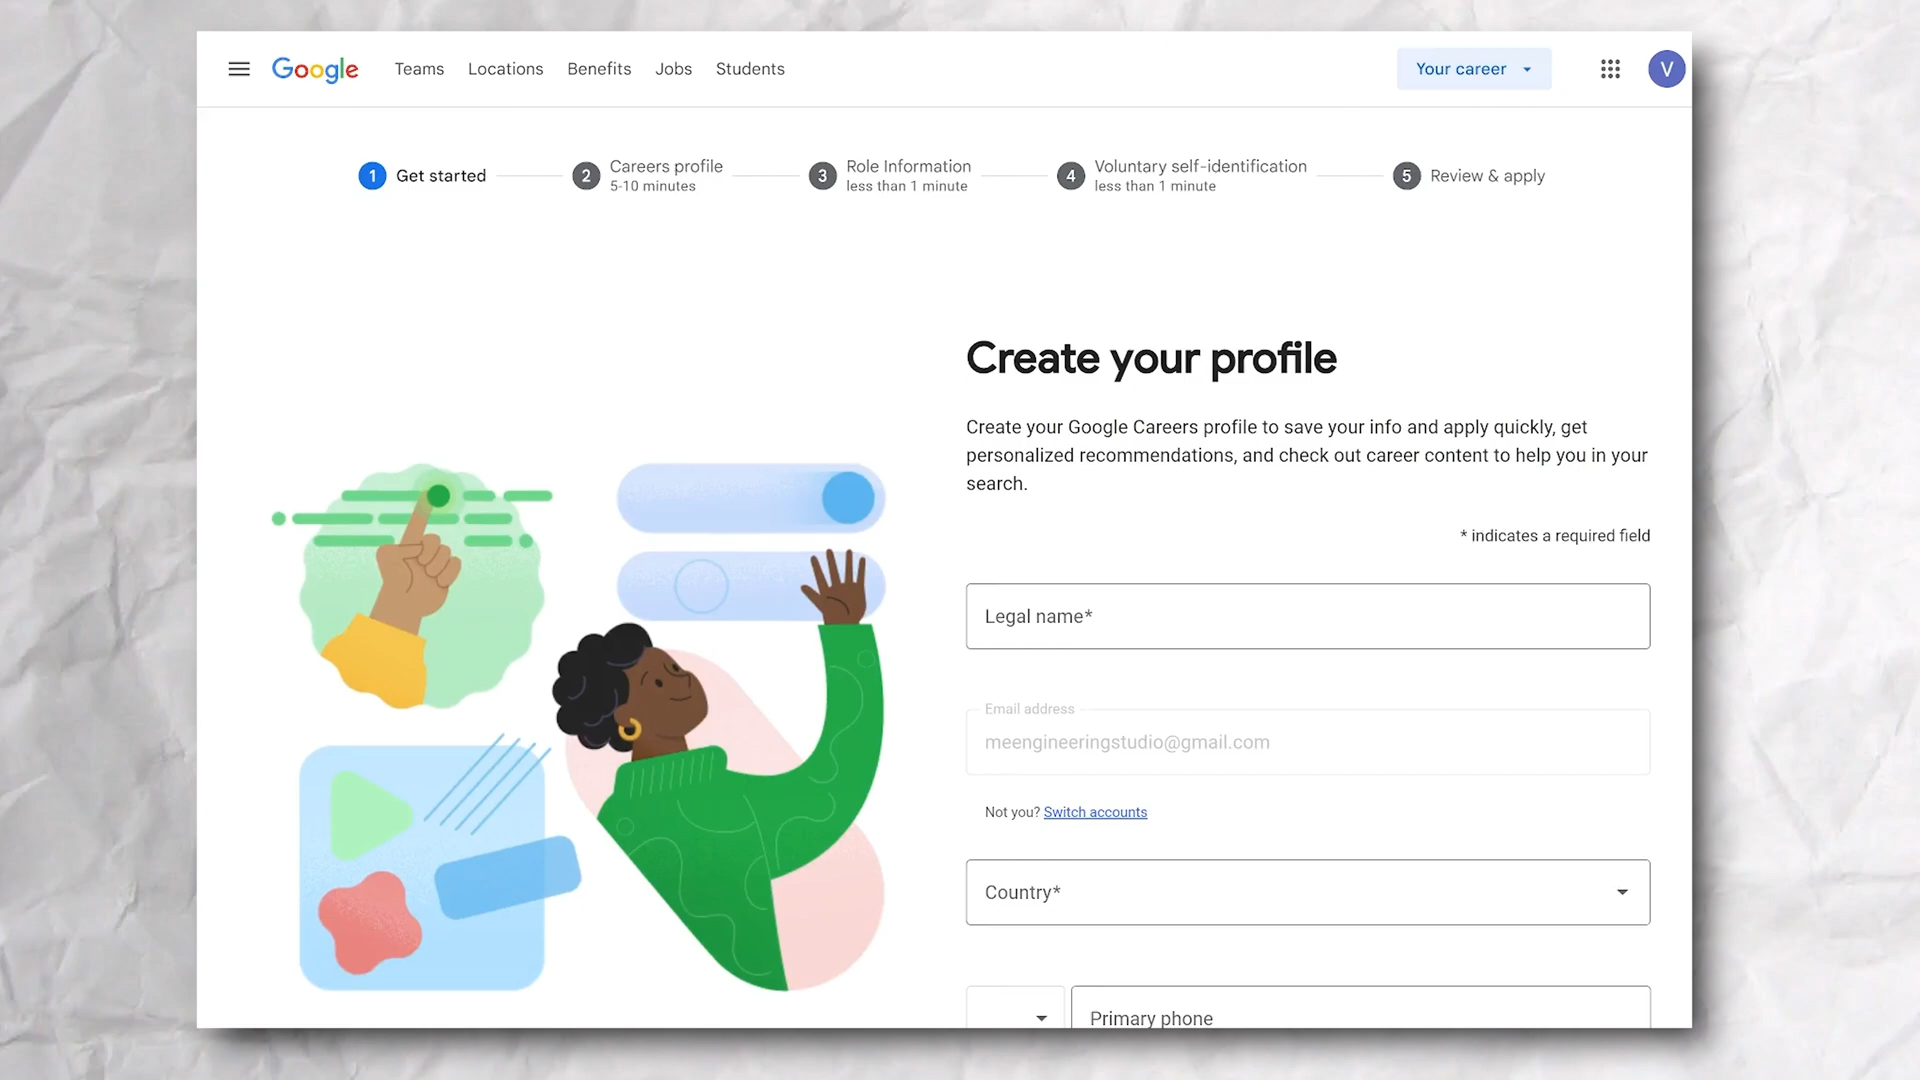 Google Teams Locations Benefits Jobs Students Your career V
1 Get started 2 Careers profile 3 Role Information 4 Voluntary self-identification 5 Review & apply
5-10 minutes less than 1 minute less than 1 minute
Create your profile
Create your Google Careers profile to save your info and apply quickly, get
personalized recommendations, and check out career content to help you in your
search.
* indicates a required field
Legal name*
Email address
meengineeringstudio@gmail.com
Not you? Switch accounts
Country*
Primary phone